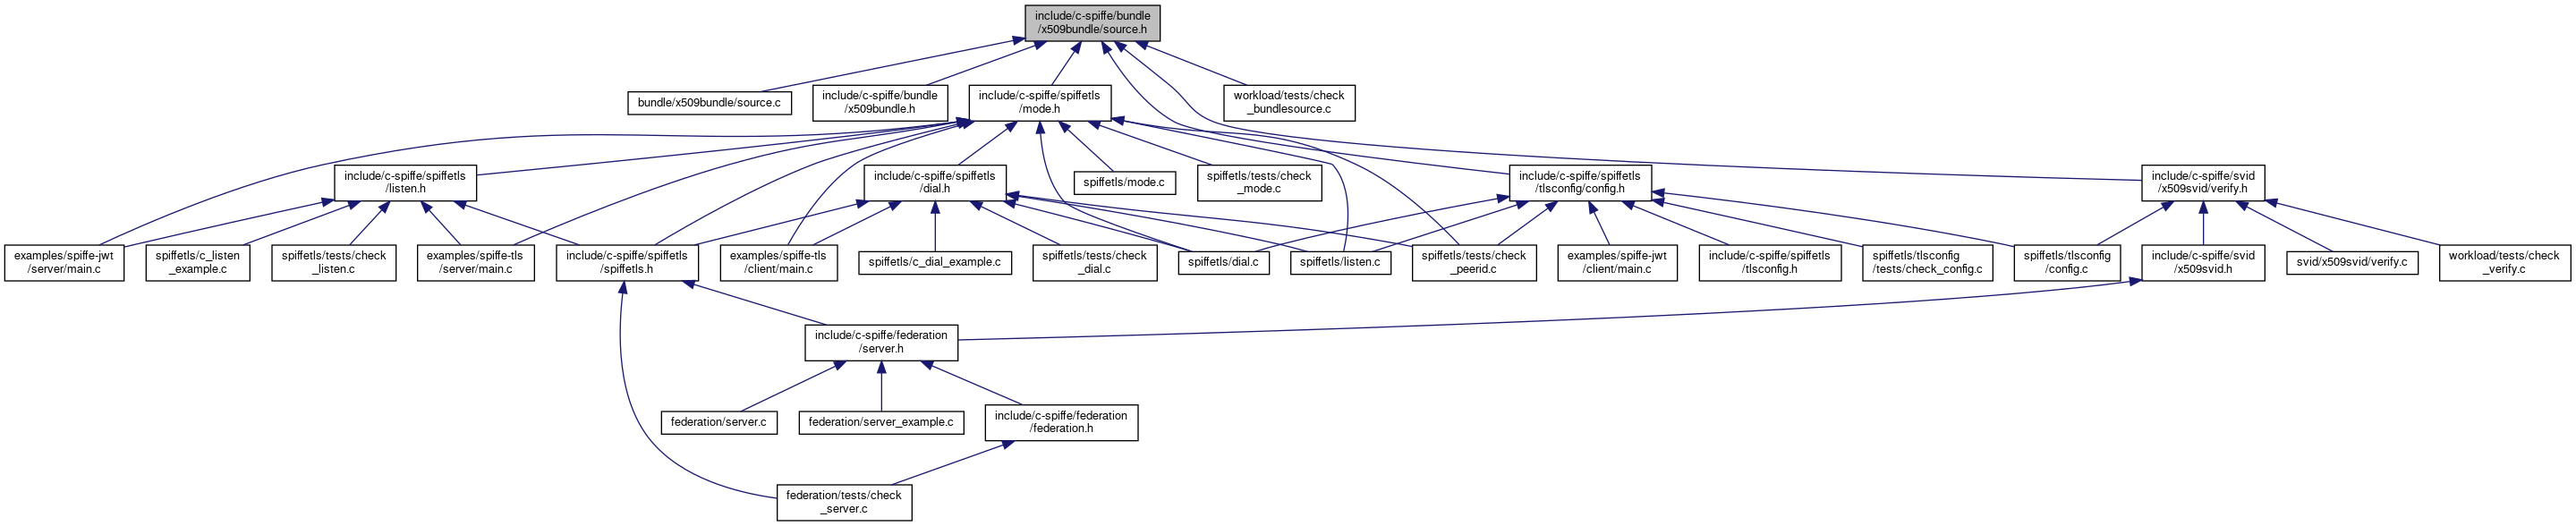 include/c-spiffe/bundle
/x509bundle/source.h
bundle/x509bundle/source.c
include/c-spiffe/bundle
/x509bundle.h
include/c-spiffe/spiffetls
/mode.h
workload/tests/check
_bundlesource.c
include/c-spiffe/spiffetls
/listen.h
include/c-spiffe/spiffetls
/dial.h
spiffetls/mode.c
spiffetls/tests/check
_mode.c
include/c-spiffe/spiffetls
/tlsconfig/config.h
include/c-spiffe/svid
/x509svid/verify.h
examples/spiffe-jwt
/server/main.c
spiffetls/c_listen
_example.c
spiffetls/tests/check
_listen.c
examples/spiffe-tls
/server/main.c
include/c-spiffe/spiffetls
/spiffetls.h
examples/spiffe-tls
/client/main.c
spiffetls/c_dial_example.c
spiffetls/tests/check
_dial.c
spiffetls/dial.c
spiffetls/listen.c
spiffetls/tests/check
_peerid.c
examples/spiffe-jwt
/client/main.c
include/c-spiffe/spiffetls
/tlsconfig.h
spiffetls/tlsconfig
/tests/check_config.c
spiffetls/tlsconfig
/config.c
include/c-spiffe/svid
/x509svid.h
svid/x509svid/verify.c
workload/tests/check
_verify.c
include/c-spiffe/federation
/server.h
federation/server.c
federation/server_example.c
include/c-spiffe/federation
/federation.h
federation/tests/check
_server.c